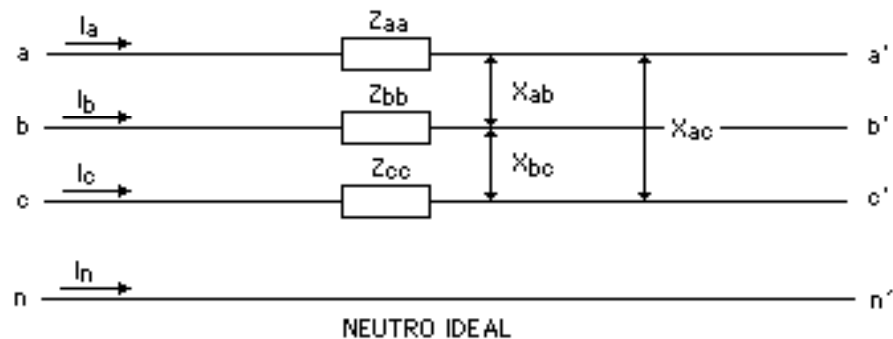 Ia
Zaa
a a'
Xab
Ib
Zbb
b Xac b'
Xbc
Ic
Zcc
c c'
In
n n'
NEUTRO IDEAL